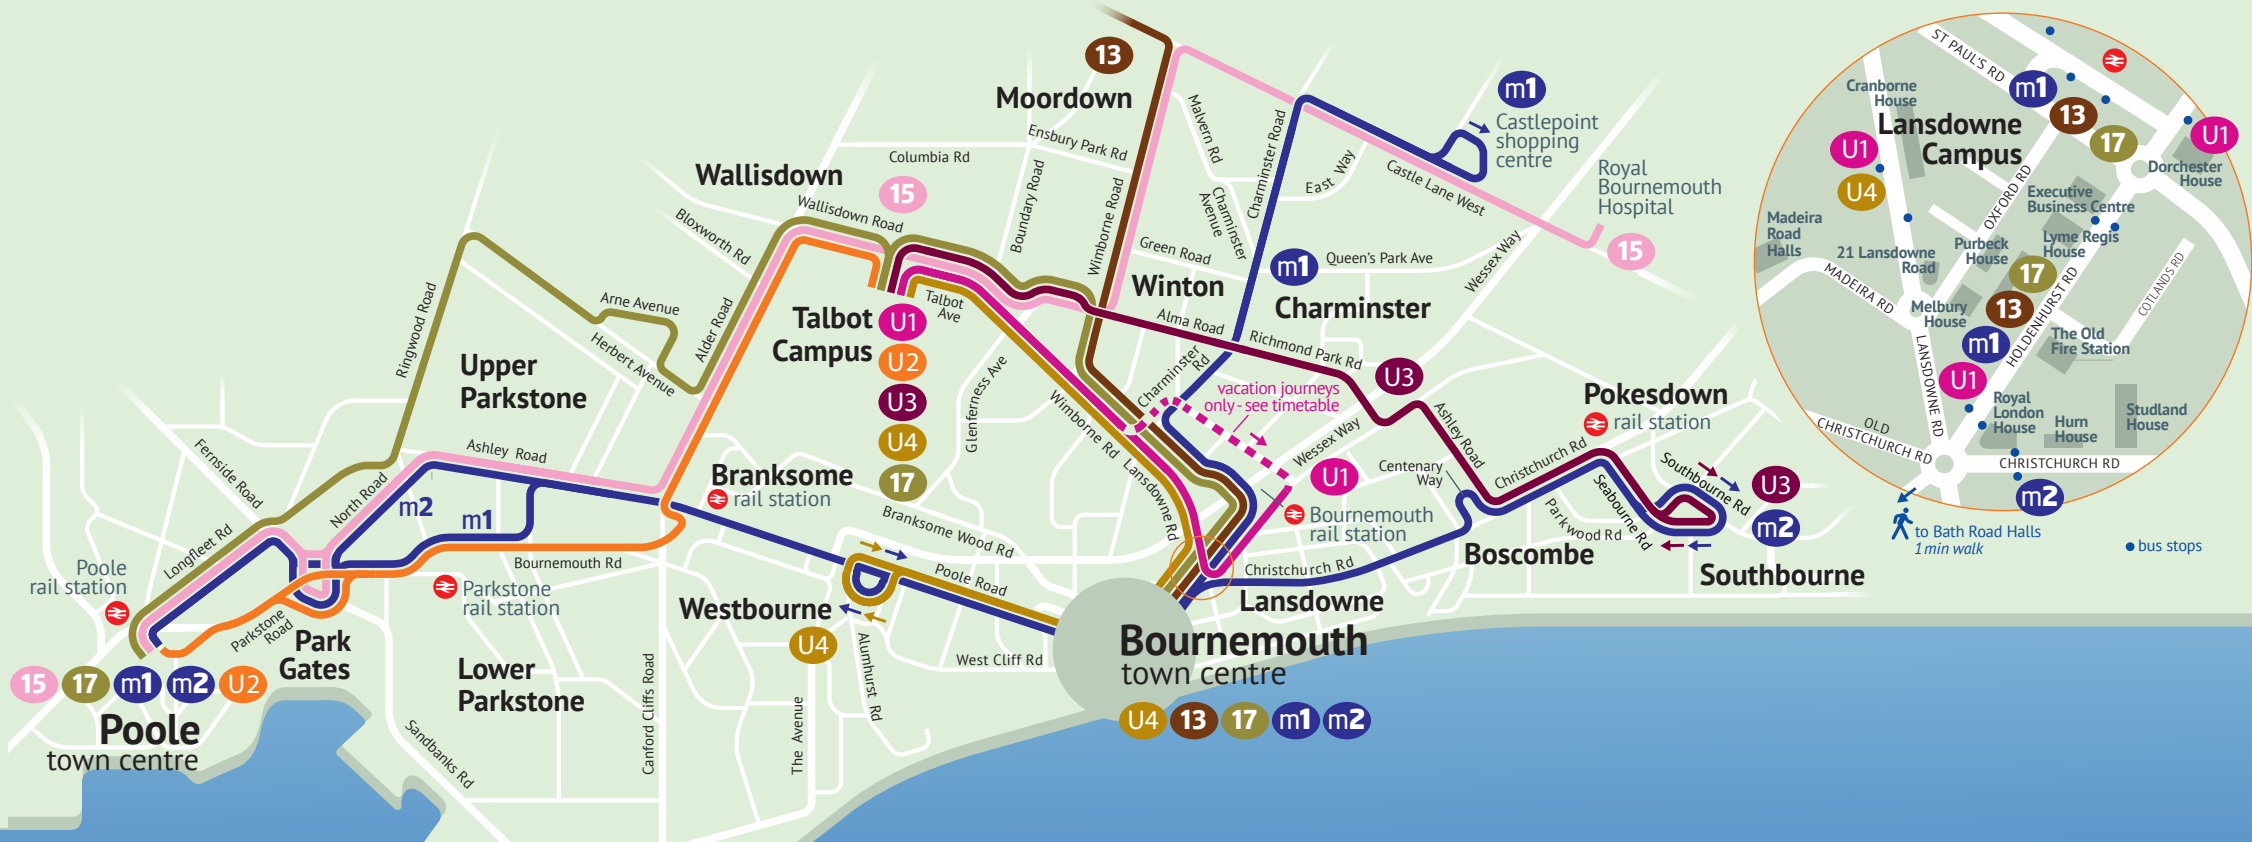 13
Moordown
Ensbury Park Rd
Columbia Rd
Wallisdown
15
Wallisdown Road
Bloxworth Rd
Boundary Road
Wimborne Road
Malvern Rd
Charminster
Avenue
Charminster Road
Green Road
East Way
Castle Lane West
m1
Castlepoint
shopping
centre
Royal
Bournemouth
Hospital
15
Wessex Way
Queen's Park Ave
m1
Charminster
Winton
Alma Road
Richmond Park Rd
U3
Charminster
Rd
vacation journeys
only - see timetable
Wessex Way
U1
Bournemouth
rail station
Ashley Road
Centenary
Way
Christchurch Rd
Pokesdown
rail station
Southbourne Rd
U3
m2
Seabourne Rd
Parkwood Rd
Boscombe
Southbourne
Christchurch Rd
Lansdowne
Talbot
Ave
Talbot
Campus
U1
U2
U3
U4
17
Glenferness Ave
Wimborne Rd
Lansdowne Rd
Arne Avenue
Herbert Avenue
Alder Road
Ringwood Road
Upper
Parkstone
Ashley Road
Fernside Road
North Road
m2
m1
Longfleet Rd
Branksome
rail station
Branksome Wood Rd
Bournemouth Rd
Poole Road
Poole
rail station
Parkstone
rail station
Parkstone
Road
Park
Gates
Westbourne
U4
Alumhurst Rd
West Cliff Rd
The Avenue
Canford Cliffs Road
Lower
Parkstone
Sandbanks Rd
15
17
m1
m2
U2
Poole
town centre
Bournemouth
town centre
U4
13
17
m1
m2
ST PAUL'S RD
Cranborne
House
Lansdowne
Campus
m1
13
17
U1
U1
U4
Dorchester
House
OXFORD RD
Executive
Business Centre
Madeira
Road
Halls
21 Lansdowne
Road
Purbeck
House
Lyme Regis
House
17
MADEIRA RD
Melbury
House
13
HOLDENHURST RD
COTLANDS RD
The Old
Fire Station
m1
LANSDOWNE RD
U1
Royal
London
House
Hurn
House
Studland
House
OLD
CHRISTCHURCH RD
CHRISTCHURCH RD
m2
to Bath Road Halls
1 min walk
bus stops